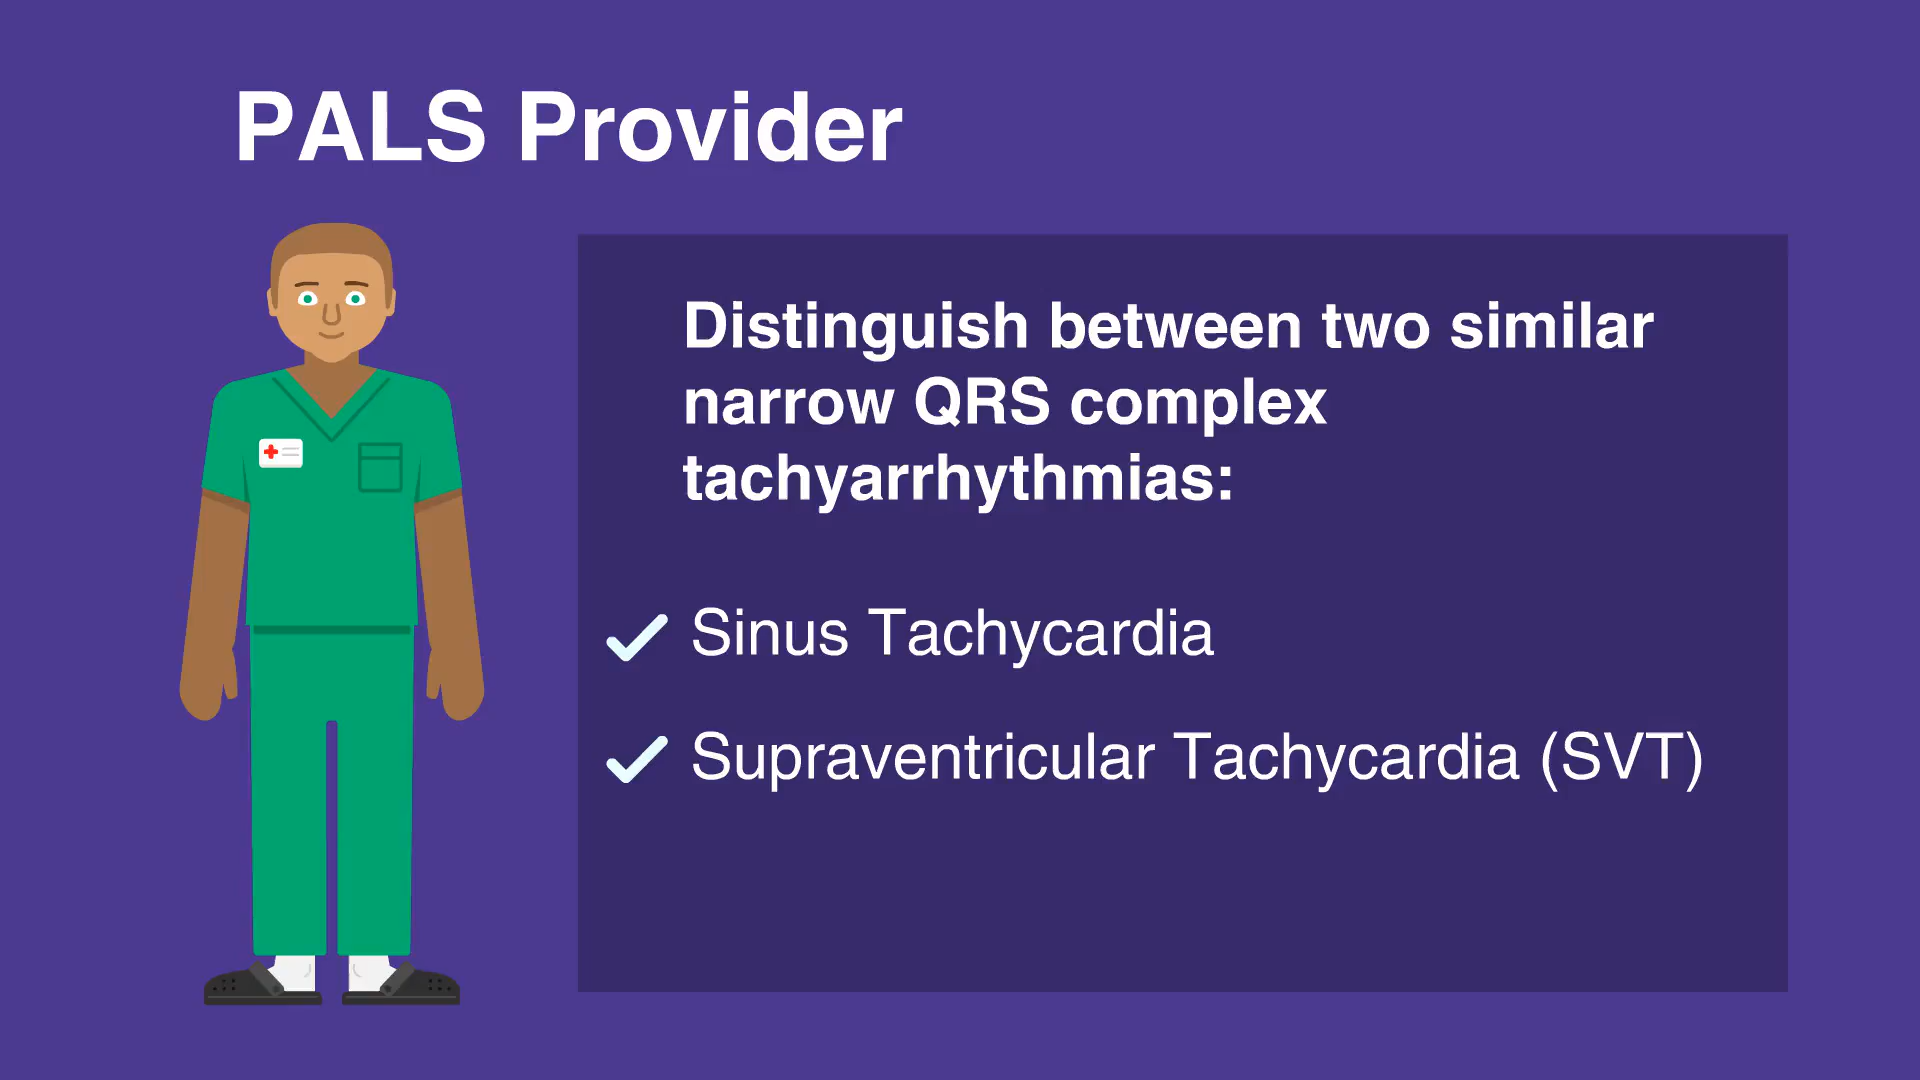 PALS Provider
Distinguish between two similar
narrow QRS complex
tachyarrhythmias:
Sinus Tachycardia
Supraventricular Tachycardia (SVT)